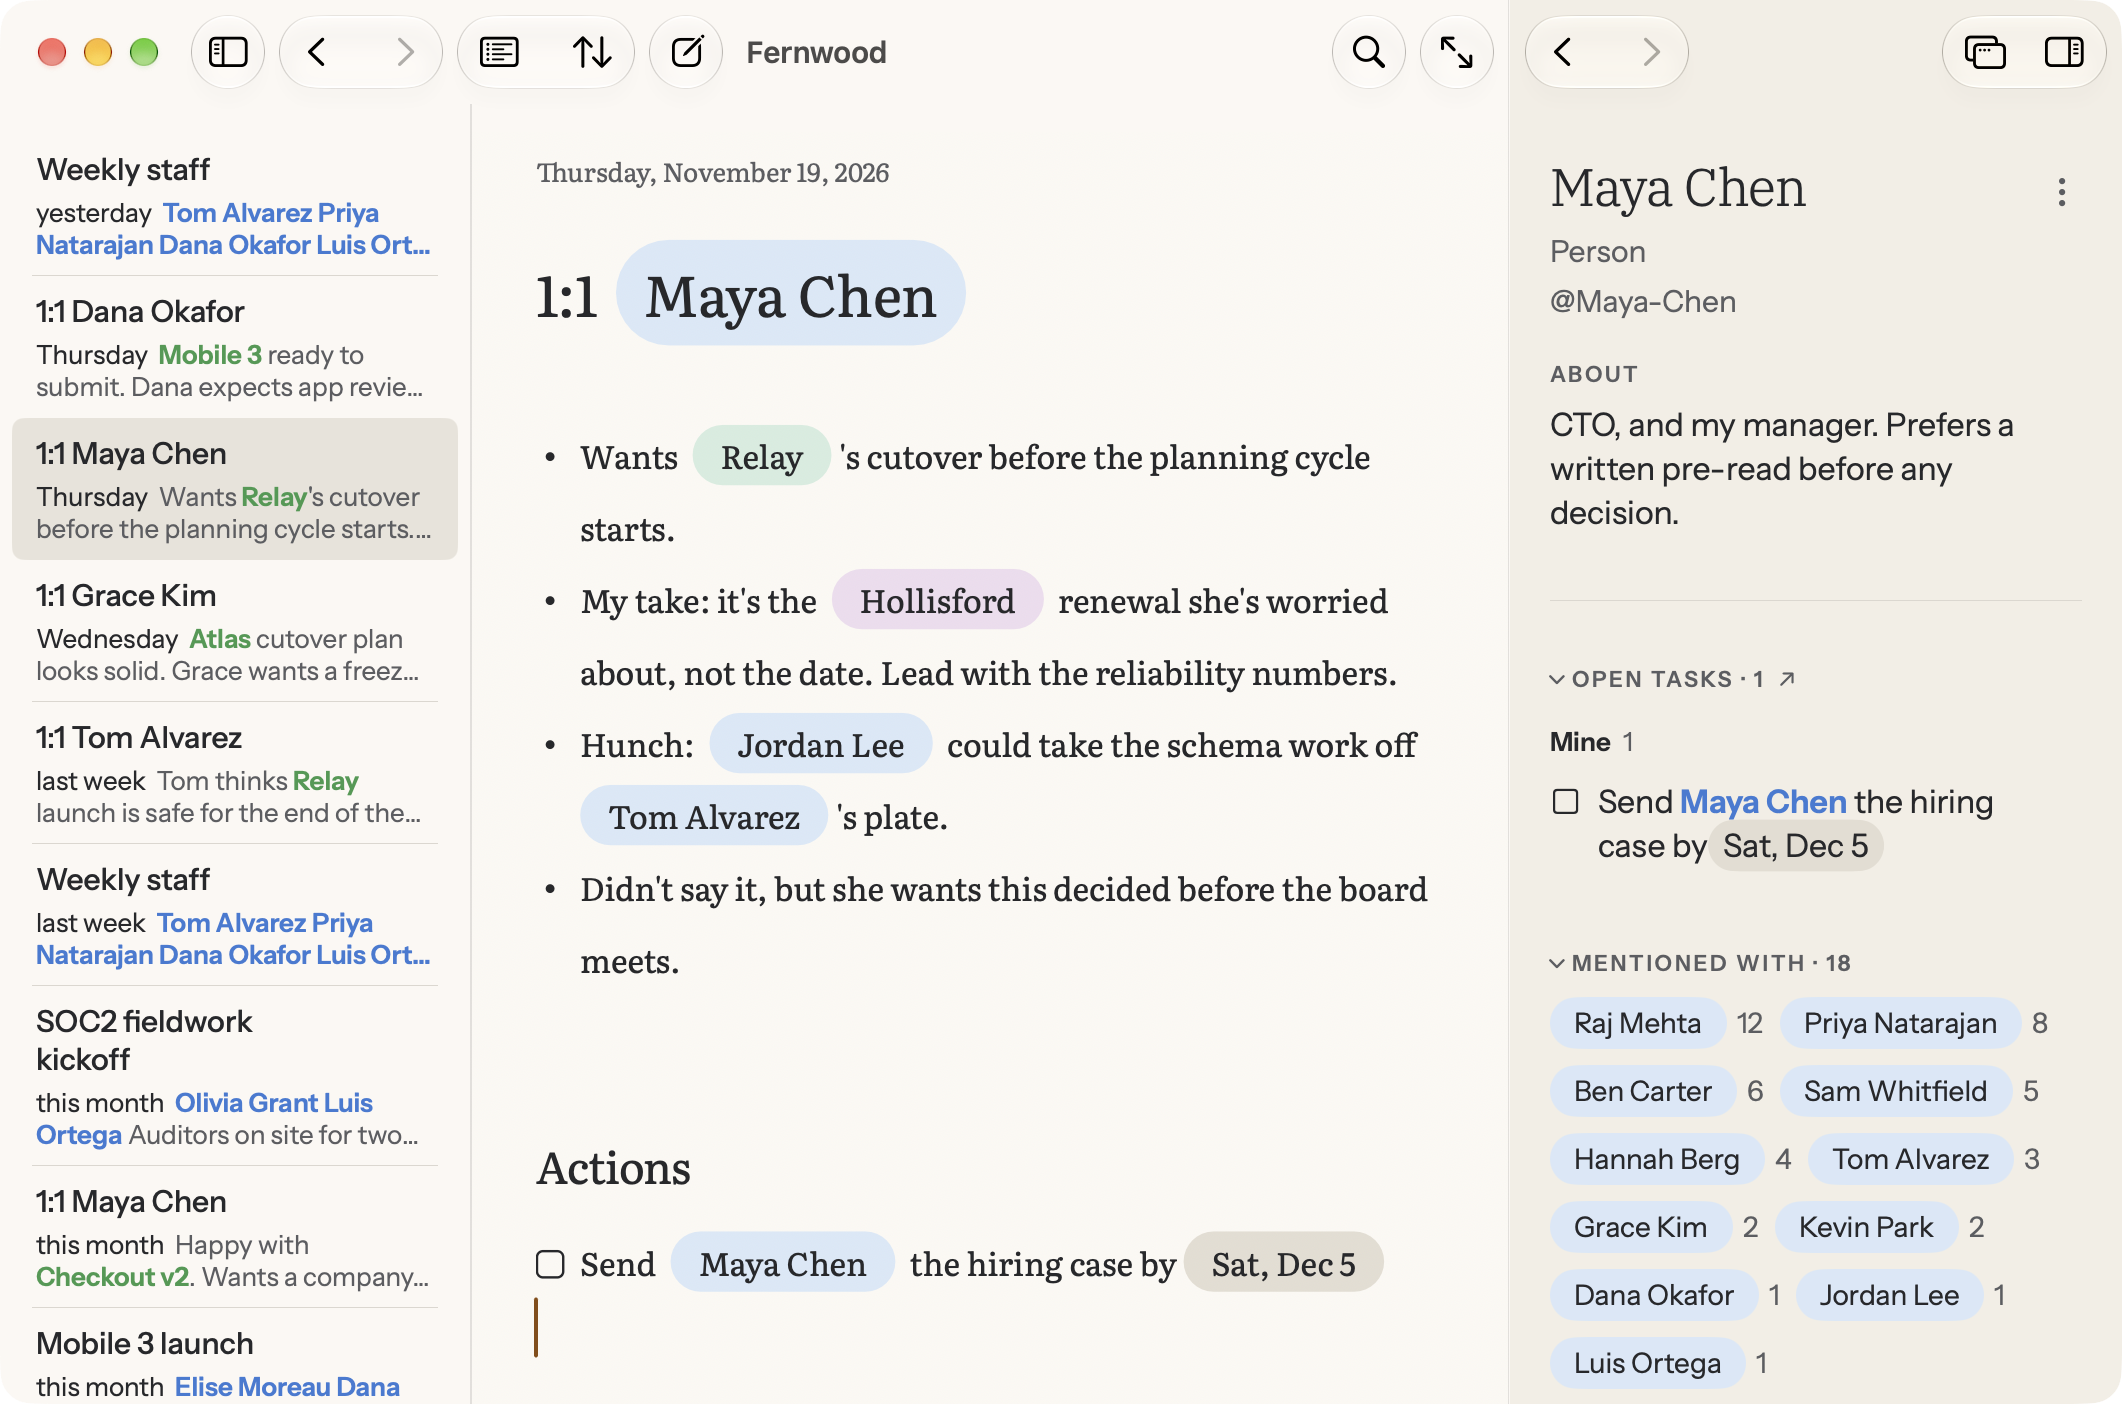 Fernwood
Weekly staff
yesterday Tom Alvarez Priya
Natarajan Dana Okafor Luis Ort...
1:1 Dana Okafor
Thursday Mobile 3 ready to
submit. Dana expects app revie...
1:1 Maya Chen
Thursday Wants Relay's cutover
before the planning cycle starts....
1:1 Grace Kim
Wednesday Atlas cutover plan
looks solid. Grace wants a freez...
1:1 Tom Alvarez
last week Tom thinks Relay
launch is safe for the end of the...
Weekly staff
last week Tom Alvarez Priya
Natarajan Dana Okafor Luis Ort...
SOC2 fieldwork
kickoff
this month Olivia Grant Luis
Ortega Auditors on site for two...
1:1 Maya Chen
this month Happy with
Checkout v2. Wants a company...
Mobile 3 launch
this month Elise Moreau Dana
Thursday, November 19, 2026
1:1 Maya Chen
• Wants Relay 's cutover before the planning cycle
starts.
• My take: it's the Hollisford renewal she's worried
about, not the date. Lead with the reliability numbers.
• Hunch: Jordan Lee could take the schema work off
Tom Alvarez 's plate.
• Didn't say it, but she wants this decided before the board
meets.
Actions
Send Maya Chen the hiring case by Sat, Dec 5
Maya Chen
Person
@Maya-Chen
ABOUT
CTO, and my manager. Prefers a
written pre-read before any
decision.
OPEN TASKS · 1
Mine 1
Send Maya Chen the hiring
case by Sat, Dec 5
MENTIONED WITH · 18
Raj Mehta 12 Priya Natarajan 8
Ben Carter 6 Sam Whitfield 5
Hannah Berg 4 Tom Alvarez 3
Grace Kim 2 Kevin Park 2
Dana Okafor 1 Jordan Lee 1
Luis Ortega 1